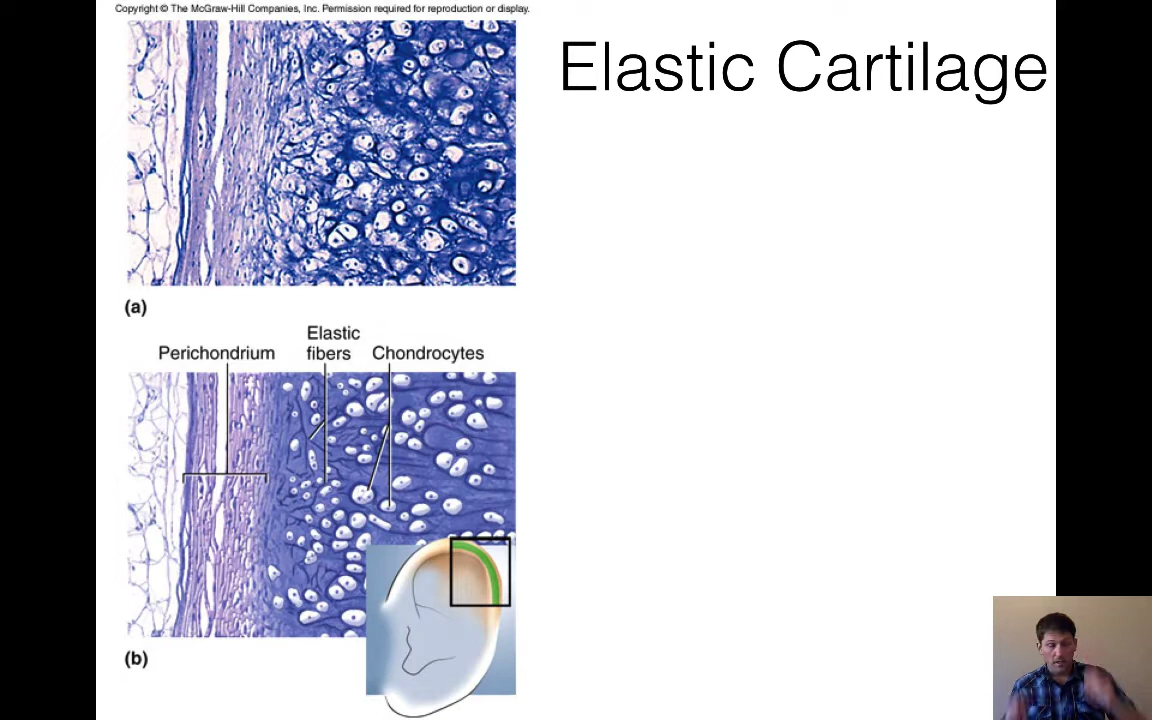 Copyright © The McGraw-Hill Companies, Inc. Permission required for reproduction or display.
Elastic Cartilage
(a)
Elastic
Perichondrium fibers Chondrocytes
(b)